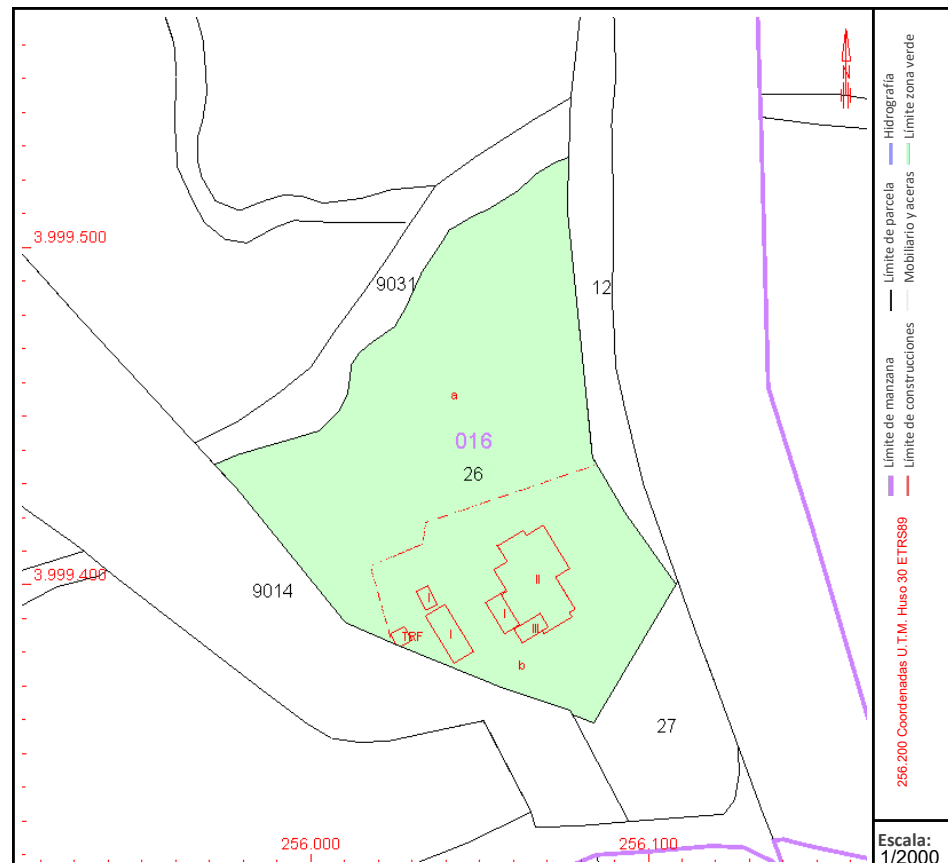 3.999.500
9031
12
a
016
26
3.999.400
9014
II
I
I
I
III
TRF
b
27
256.000
256.100
N
Hidrografía
Límite zona verde
Límite de parcela
Mobiliario y aceras
Límite de manzana
Límite de construcciones
256.200 Coordenadas U.T.M. Huso 30 ETRS89
Escala:
1/2000